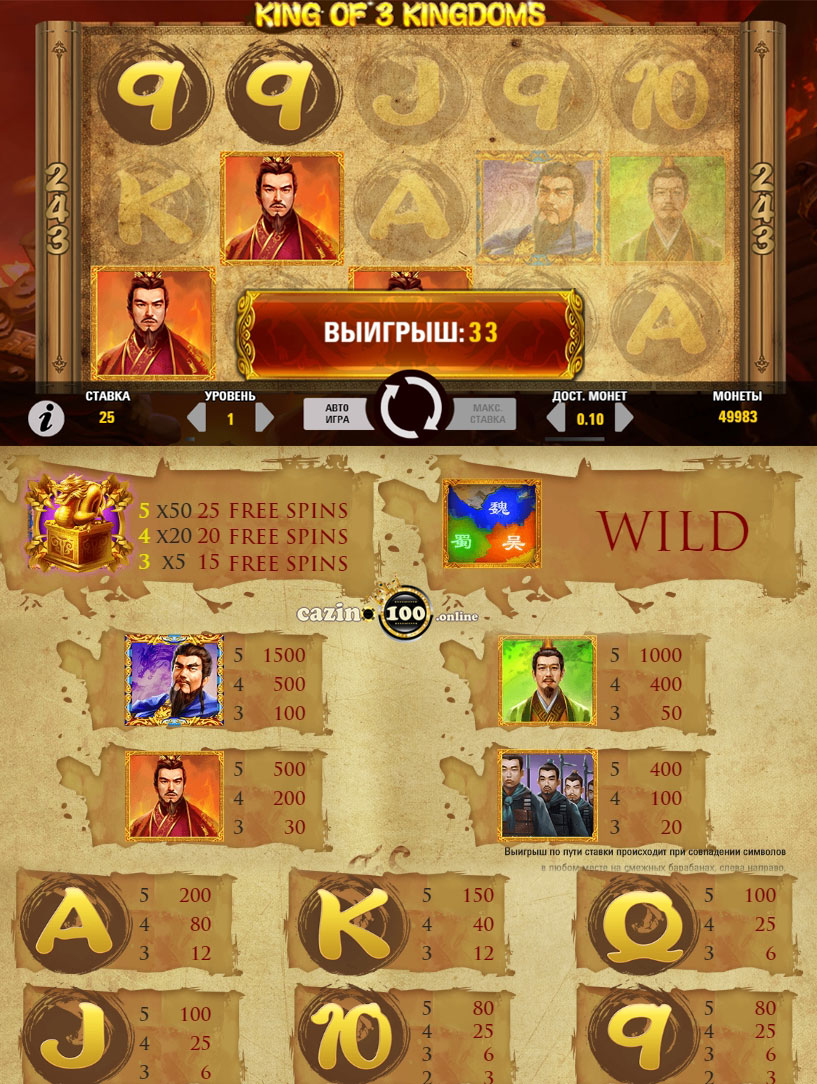 KING OF 3 KINGDOMS
9 9 J 9 10
K A
243 243
A
ВЫИГРЫШ: 33
СТАВКА УРОВЕНЬ ДОСТ. МОНЕТ МОНЕТЫ
25 1 АВТО ИГРА МАКС. СТАВКА 0.10 49983
5 x50 25 FREE SPINS
4 x20 20 FREE SPINS
3 x5 15 FREE SPINS
魏
蜀 吴
WILD
cazino 100 .online
5 1500
4 500
3 100
5 1000
4 400
3 50
5 500
4 200
3 30
5 400
4 100
3 20
Выигрыш по пути ставки происходит при совпадении символов
в любом месте на смежных барабанах, слева направо.
A
5 200
4 80
3 12
K
5 150
4 40
3 12
Q
5 100
4 25
3 6
J
5 100
4 25
3 6
10
5 80
4 25
3 6
2 3
9
5 80
4 25
3 6
2 3